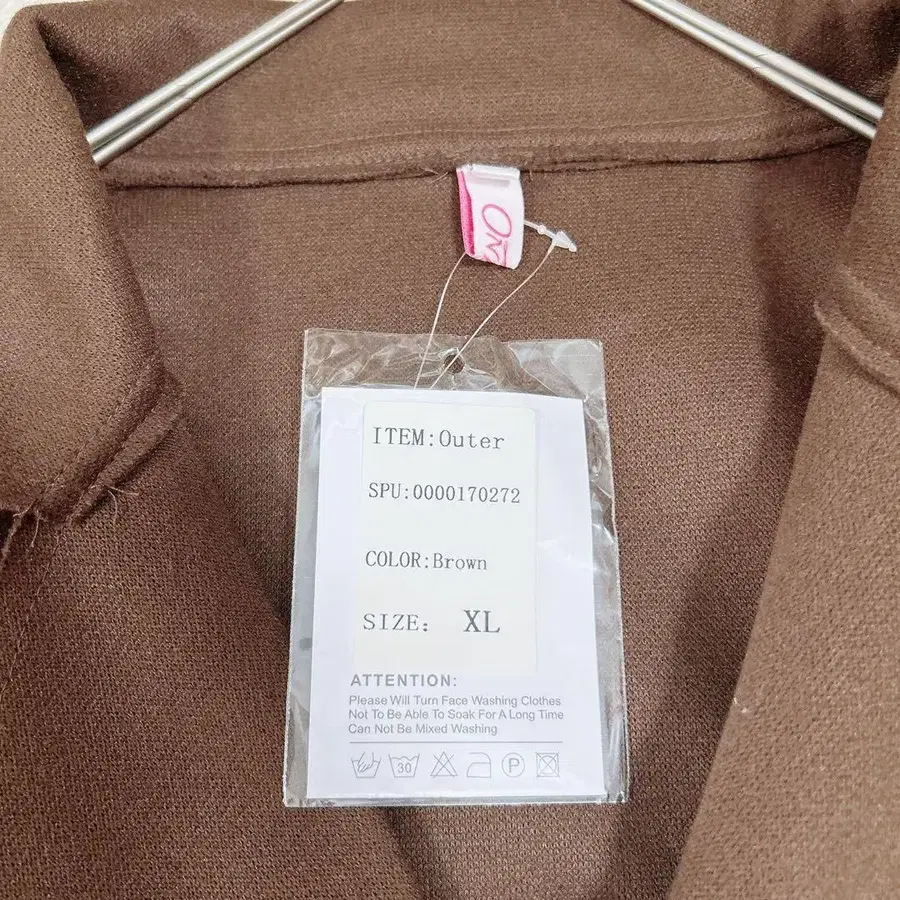 ITEM:Outer
SPU:0000170272
COLOR:Brown
SIZE: XL
ATTENTION:
Please Will Turn Face Washing Clothes
Not To Be Able To Soak For A Long Time
Can Not Be Mixed Washing
30
P